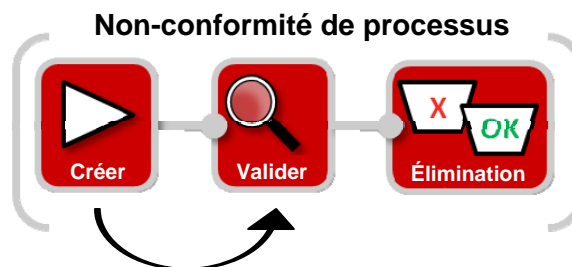 Non-conformité de processus
X
OK
Créer
Valider
Élimination